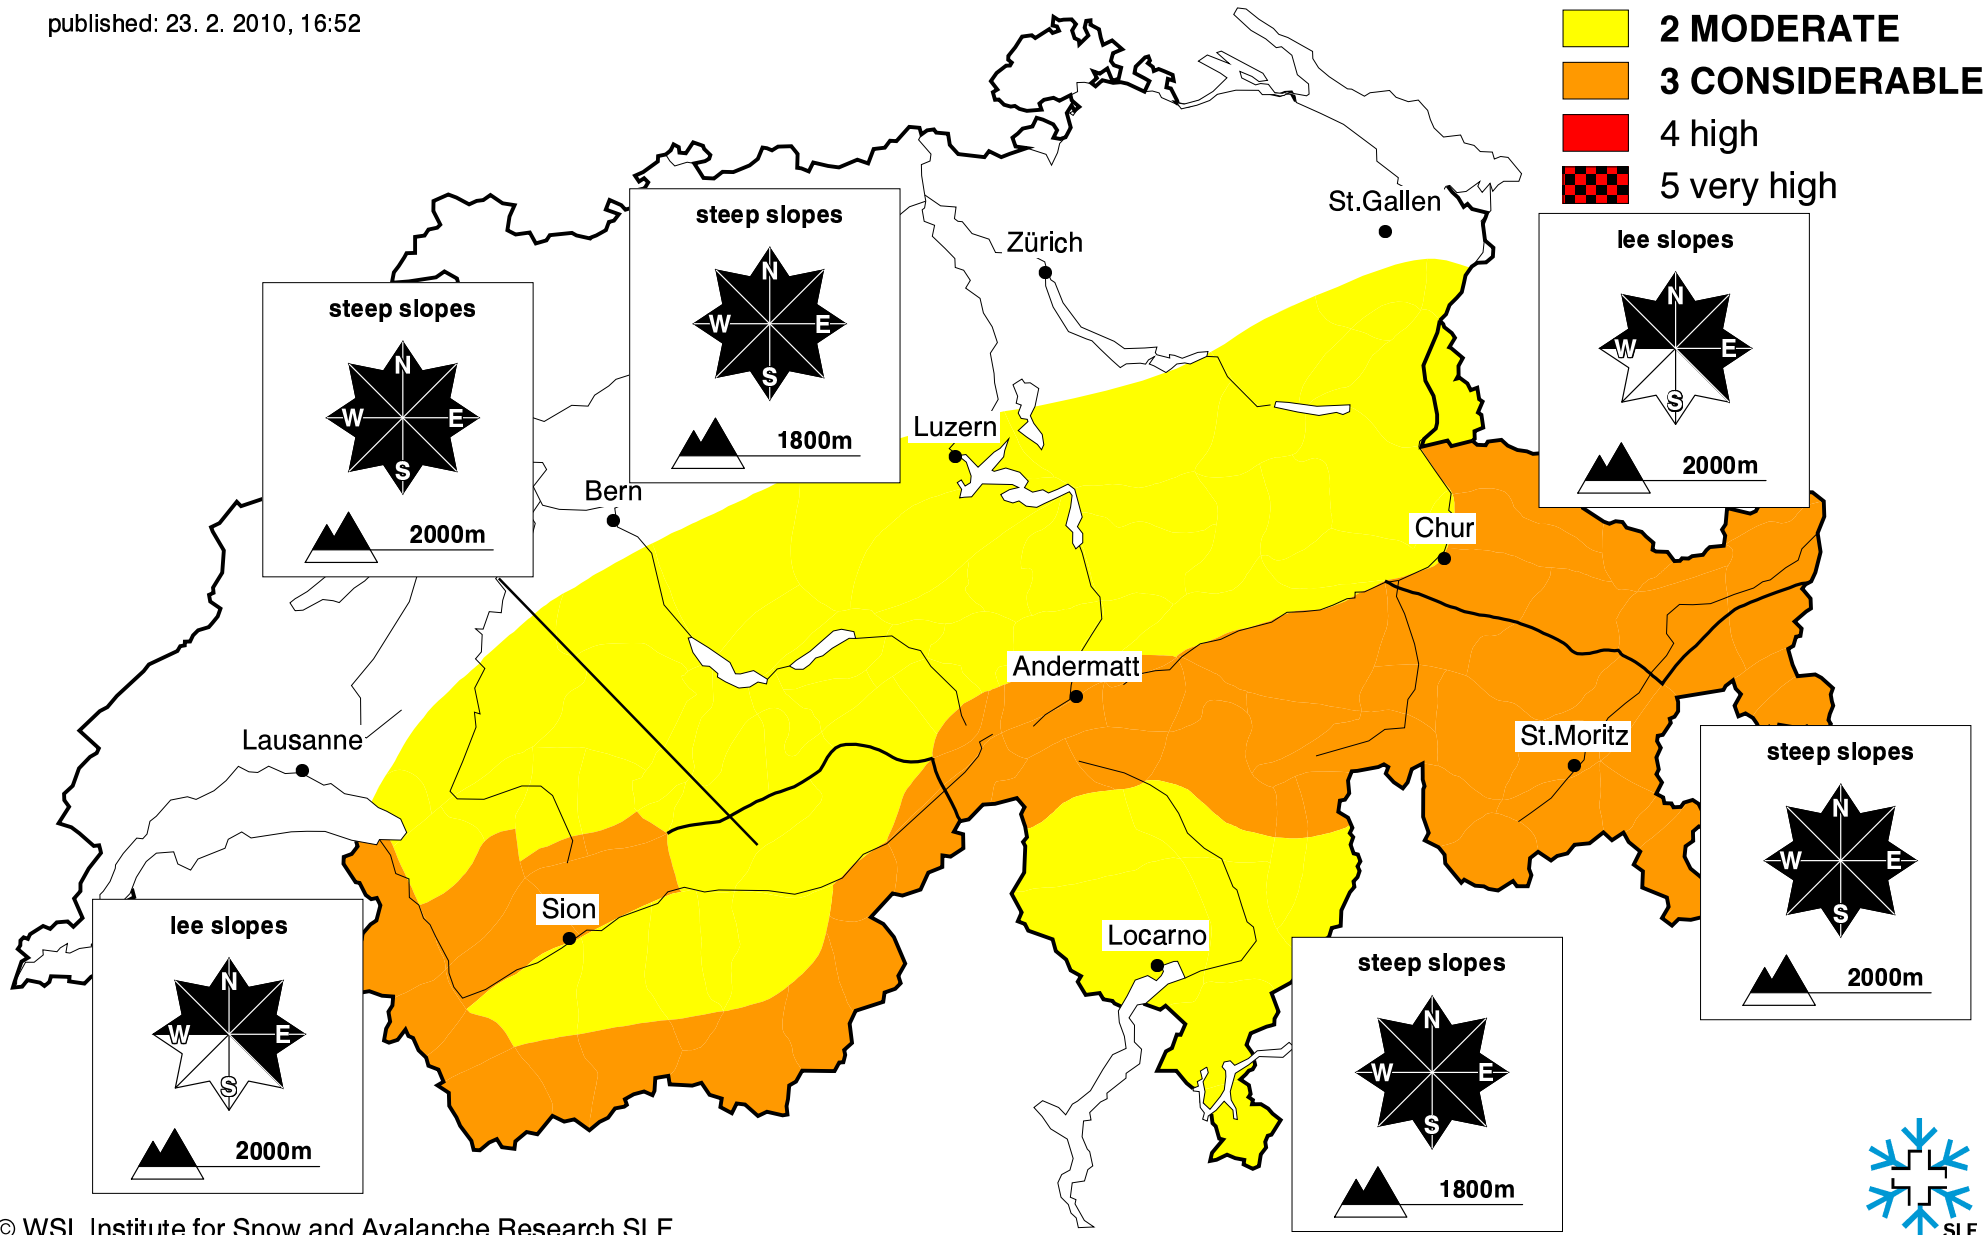 published: 23. 2. 2010, 16:52
2 MODERATE
3 CONSIDERABLE
4 high
5 very high
steep slopes
N
W E
S
1800m
St.Gallen
Zürich
lee slopes
N
W E
S
2000m
steep slopes
N
W E
S
2000m
Luzern
Bern
Chur
Andermatt
Lausanne
St.Moritz
steep slopes
N
W E
S
2000m
Sion
lee slopes
N
W E
S
2000m
Locarno
steep slopes
N
W E
S
1800m
© WSL Institute for Snow and Avalanche Research SLF
SLF